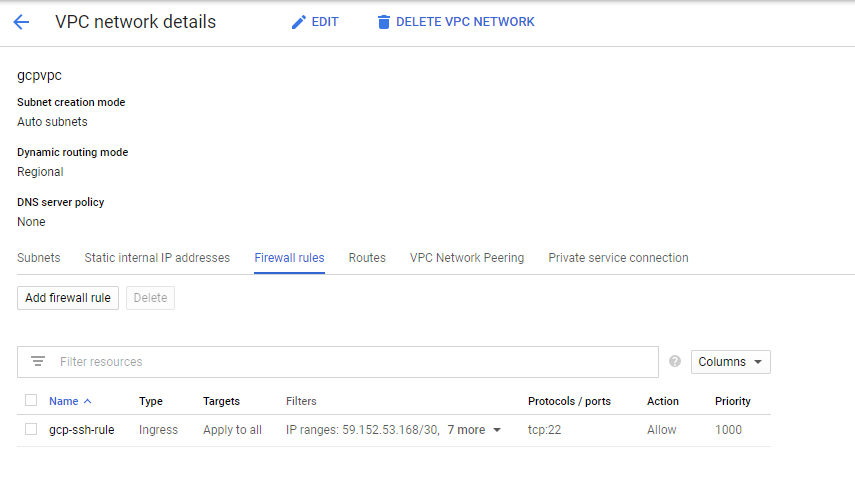 VPC network details EDIT DELETE VPC NETWORK
gcpvpc
Subnet creation mode
Auto subnets
Dynamic routing mode
Regional
DNS server policy
None
Subnets Static internal IP addresses Firewall rules Routes VPC Network Peering Private service connection
Add firewall rule Delete
Filter resources ? Columns
Name Type Targets Filters Protocols / ports Action Priority
gcp-ssh-rule Ingress Apply to all IP ranges: 59.152.53.168/30, 7 more tcp:22 Allow 1000